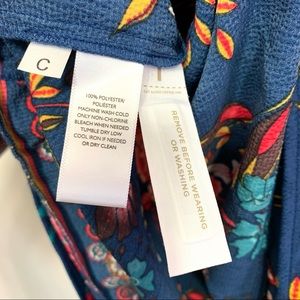 C
100% POLYESTER/
POLIÉSTER
MACHINE WASH COLD
ONLY NON-CHLORINE
BLEACH WHEN NEEDED
TUMBLE DRY LOW
COOL IRON IF NEEDED
OR DRY CLEAN
REMOVE BEFORE WEARING
OR WASHING